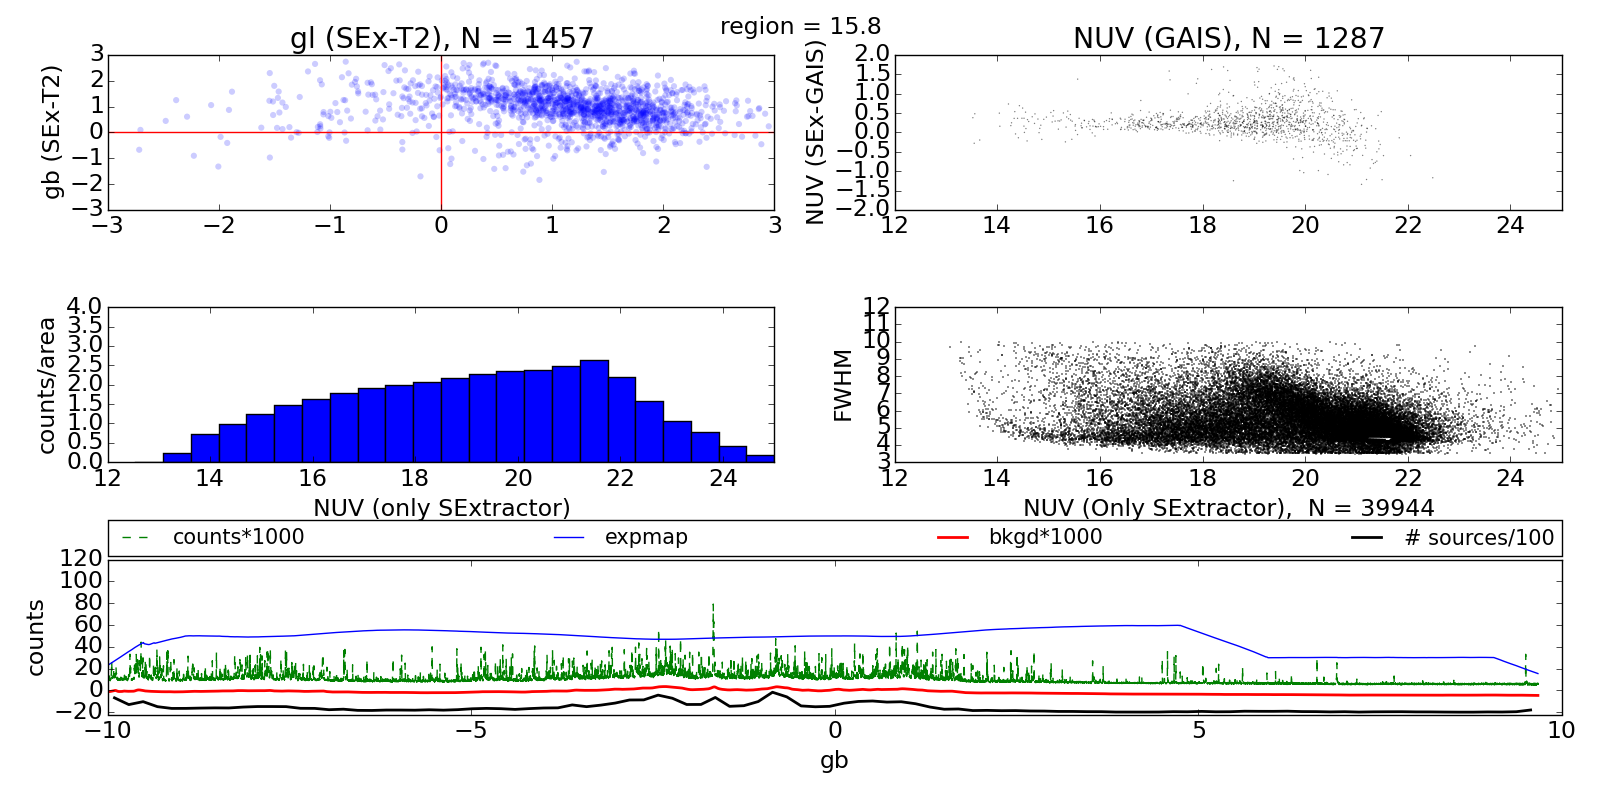 region = 15.8
gl (SEx-T2), N = 1457
gb (SEx-T2)
3
2
1
0
−1
−2
−3
−3 −2 −1 0 1 2 3
NUV (GAIS), N = 1287
NUV (SEx-GAIS)
2.0
1.5
1.0
0.5
0.0
−0.5
−1.0
−1.5
−2.0
12 14 16 18 20 22 24
counts/area
4.0
3.5
3.0
2.5
2.0
1.5
1.0
0.5
0.0
12 14 16 18 20 22 24
NUV (only SExtractor)
FWHM
12
11
10
9
8
7
6
5
4
3
12 14 16 18 20 22 24
NUV (Only SExtractor), N = 39944
counts*1000 expmap bkgd*1000 # sources/100
counts
120
100
80
60
40
20
0
−20
−10 −5 0 5 10
gb